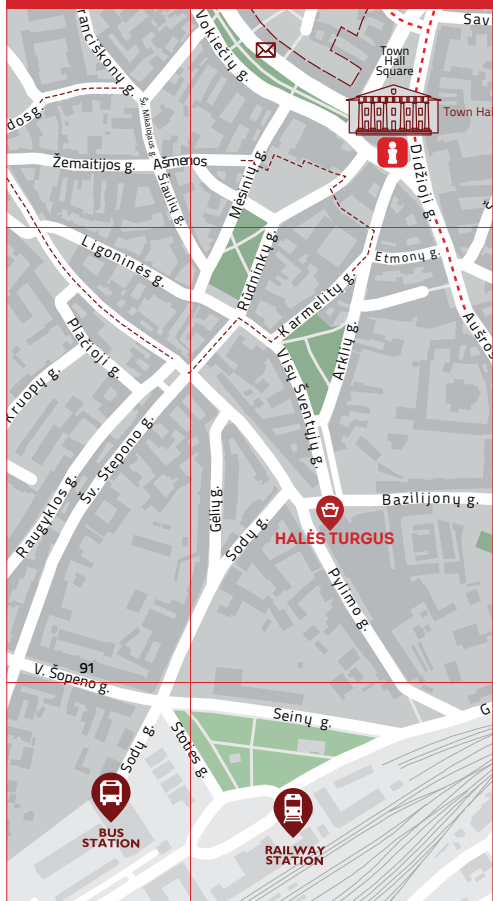 Sav
ranciškonų g.
Vokiečių g.
Town
Hall
Square
Town Hal
dos g.
Šv. Mikalojaus g.
Žemaitijos g.
Ašmenos
Šiaulių g.
Mėsinių g.
Didžioji g.
Ligoninės g.
Rūdninkų g.
Karmelitų g.
Etmonų g.
Arklių g.
Aušros
Plačioji g.
Kruopų g.
Visų Šventųjų g.
Šv. Stepono g.
Raugyklos g.
Gėlių g.
Sodų g.
Bazilijonų g.
HALĖS TURGUS
Pylimo g.
91
V. Šopeno g.
Seinų g.
G
Sodų g.
Stoties g.
BUS
STATION
RAILWAY
STATION